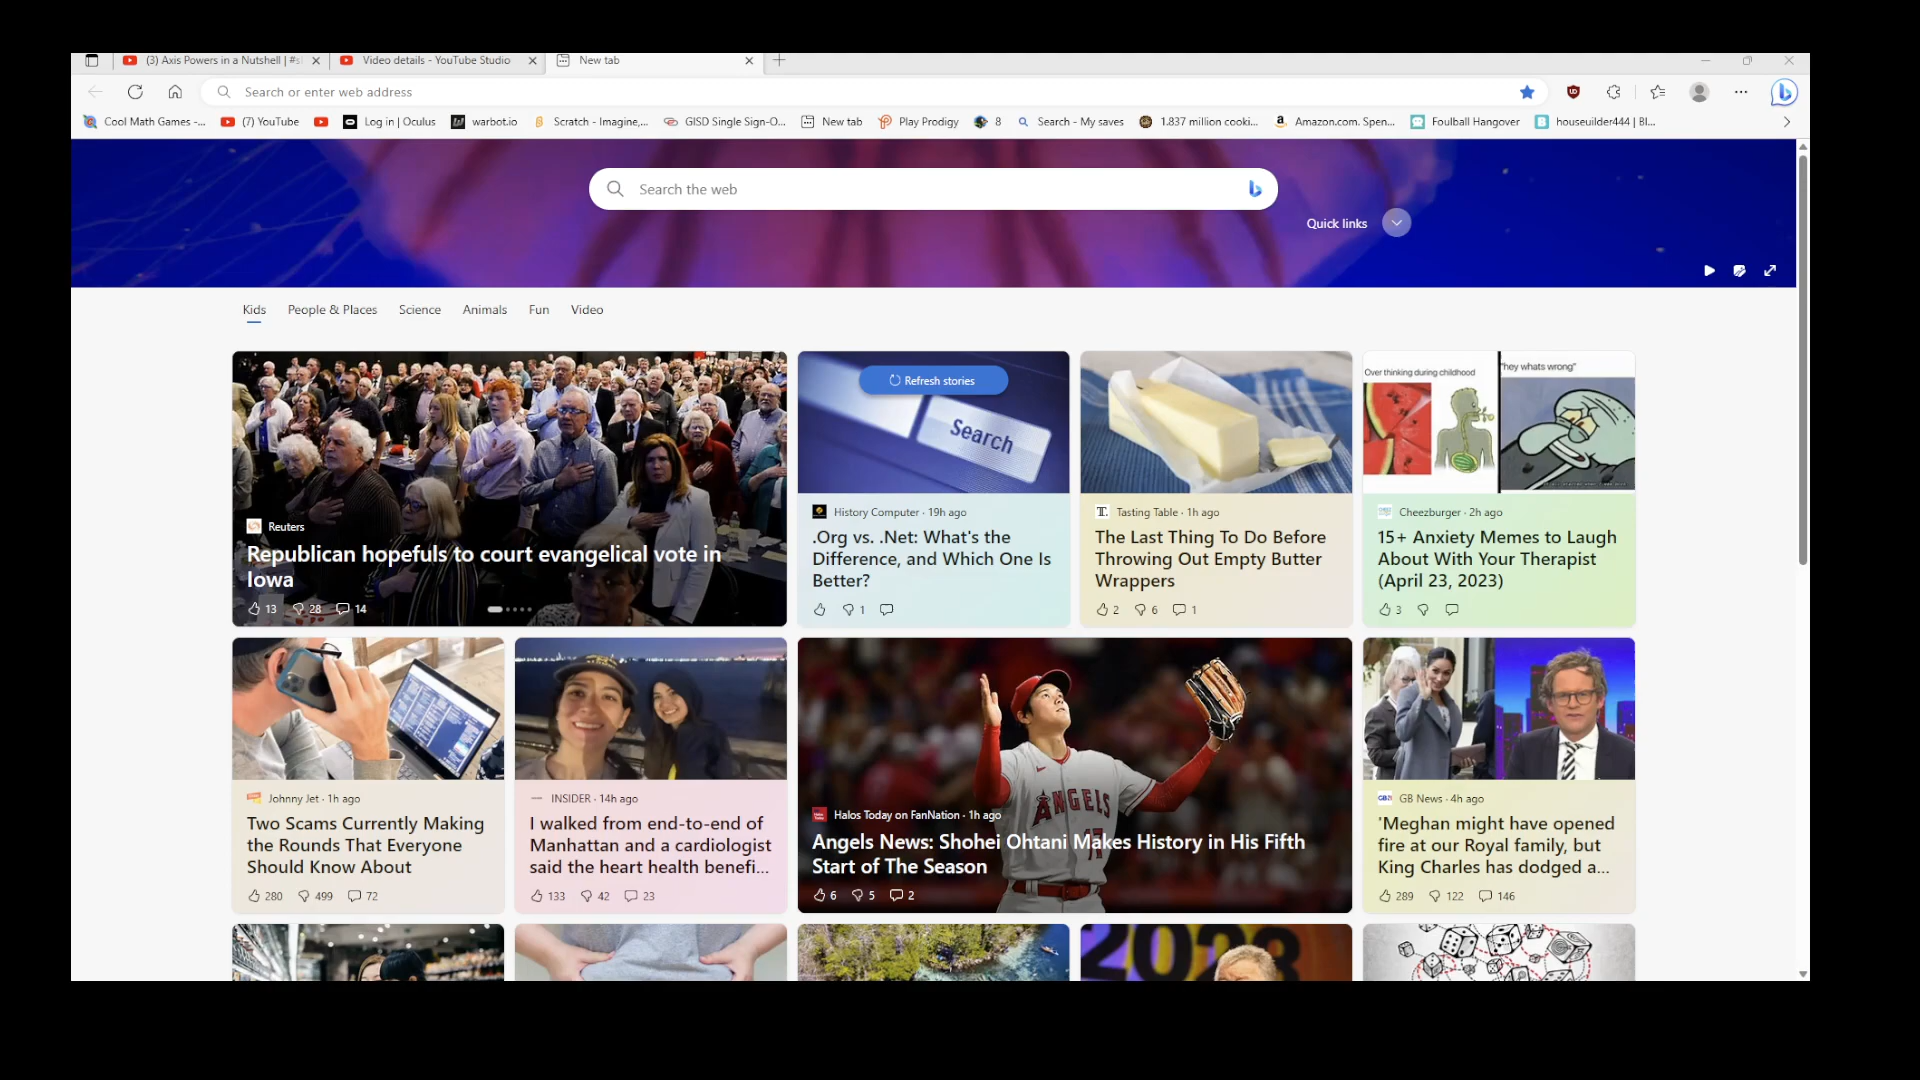 (3) Axis Powers in a Nutshell | #s
Video details - YouTube Studio
New tab
Search or enter web address
Cool Math Games -...
(7) YouTube
Log in | Oculus
warbot.io
Scratch - Imagine,...
GISD Single Sign-O...
New tab
Play Prodigy
8
Search - My saves
1.837 million cooki...
Amazon.com. Spen...
Foulball Hangover
houseuilder444 | Bl...
Search the web
Quick links
Kids
People & Places
Science
Animals
Fun
Video
Reuters
Republican hopefuls to court evangelical vote in
Iowa
13 28 14
Refresh stories
Search
History Computer · 19h ago
.Org vs. .Net: What's the
Difference, and Which One Is
Better?
1
Tasting Table · 1h ago
The Last Thing To Do Before
Throwing Out Empty Butter
Wrappers
2 6 1
Over thinking during childhood
"hey whats wrong"
Cheezburger · 2h ago
15+ Anxiety Memes to Laugh
About With Your Therapist
(April 23, 2023)
3
Johnny Jet · 1h ago
Two Scams Currently Making
the Rounds That Everyone
Should Know About
280 499 72
INSIDER · 14h ago
I walked from end-to-end of
Manhattan and a cardiologist
said the heart health benefi...
133 42 23
ANGELS
17
Halos Today on FanNation · 1h ago
Angels News: Shohei Ohtani Makes History in His Fifth
Start of The Season
6 5 2
GB News · 4h ago
'Meghan might have opened
fire at our Royal family, but
King Charles has dodged a...
289 122 146
2023